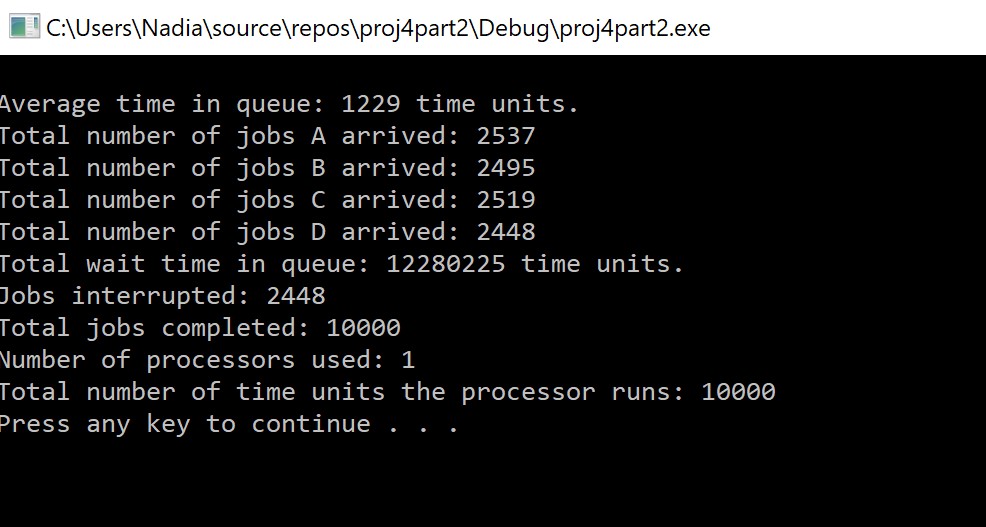 C:\Users\Nadia\source\repos\proj4part2\Debug\proj4part2.exe
Average time in queue: 1229 time units.
Total number of jobs A arrived: 2537
Total number of jobs B arrived: 2495
Total number of jobs C arrived: 2519
Total number of jobs D arrived: 2448
Total wait time in queue: 12280225 time units.
Jobs interrupted: 2448
Total jobs completed: 10000
Number of processors used: 1
Total number of time units the processor runs: 10000
Press any key to continue . . .